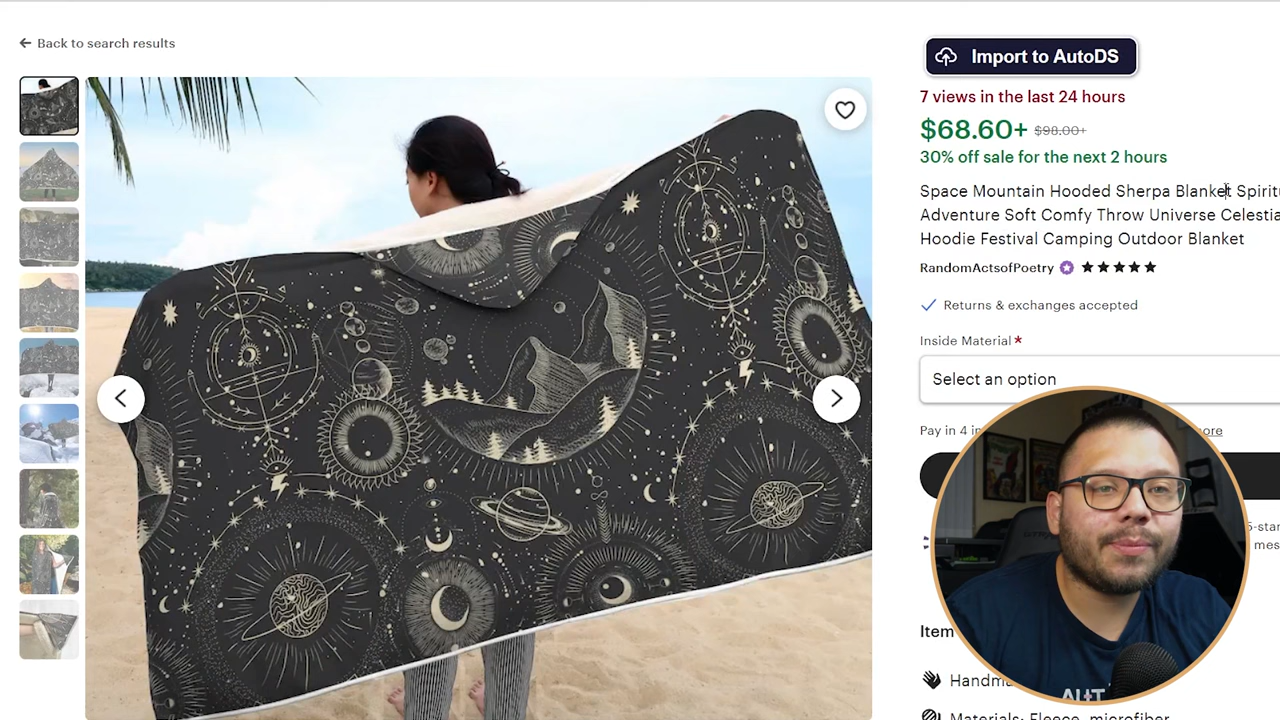 Back to search results
Import to AutoDS
7 views in the last 24 hours
$68.60+ $98.00+
30% off sale for the next 2 hours
Space Mountain Hooded Sherpa Blanket
Adventure Soft Comfy Throw Universe
Hoodie Festival Camping Outdoor Blanket
RandomActsofPoetry
Returns & exchanges accepted
Inside Material*
Select an option
Pay in 4
Item
Materials: Fleece, microfiber